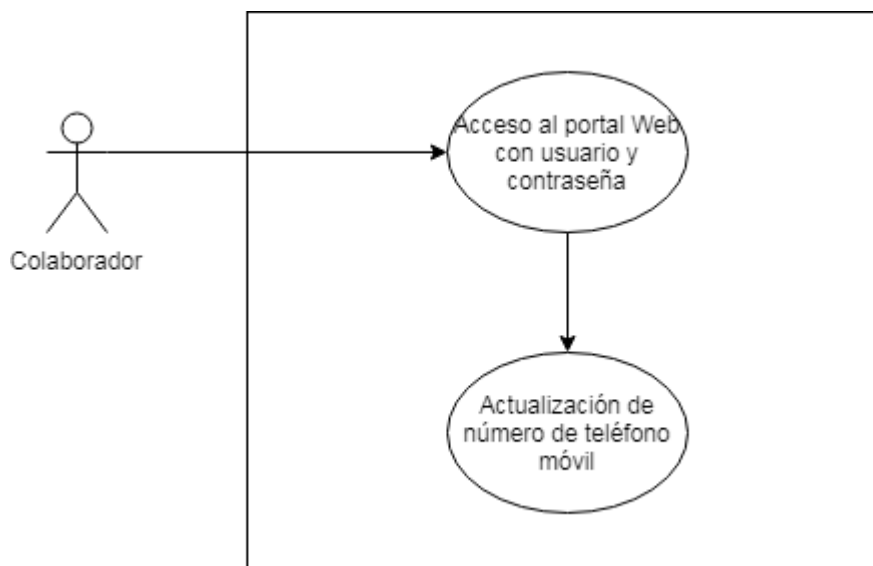 Acceso al portal Web
con usuario y
contraseña
Colaborador
Actualización de
número de teléfono
móvil